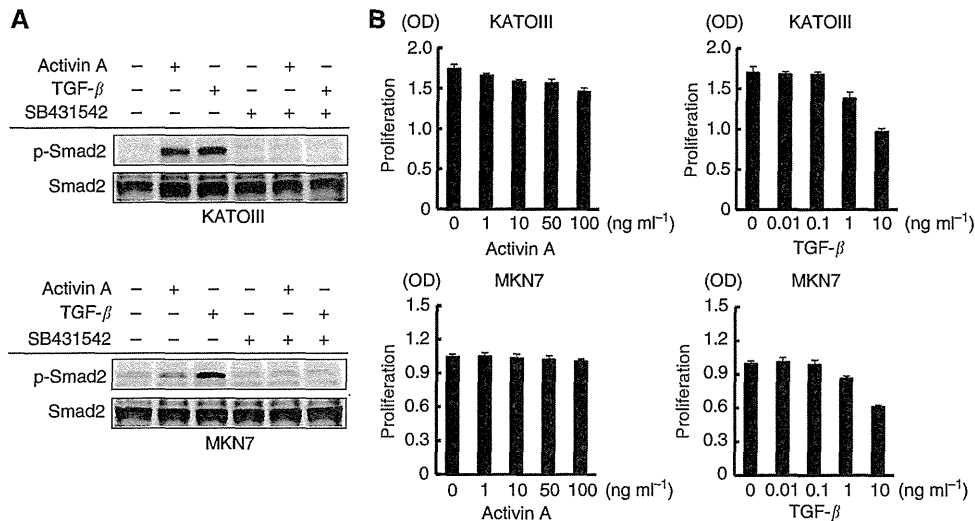 A
Activin A − + − − + −
TGF-β − − + − − +
SB431542 − − − + + +
p-Smad2
Smad2
KATOIII
Activin A − + − − + −
TGF-β − − + − − +
SB431542 − − − + + +
p-Smad2
Smad2
MKN7
B
(OD) KATOIII
Proliferation
2.0
1.5
1.0
0.5
0
0 1 10 50 100 (ng ml⁻¹)
Activin A
(OD) KATOIII
Proliferation
2.0
1.5
1.0
0.5
0
0 0.01 0.1 1 10 (ng ml⁻¹)
TGF-β
(OD) MKN7
Proliferation
1.5
1.2
0.9
0.6
0.3
0
0 1 10 50 100 (ng ml⁻¹)
Activin A
(OD) MKN7
Proliferation
1.5
1.2
0.9
0.6
0.3
0
0 0.01 0.1 1 10 (ng ml⁻¹)
TGF-β